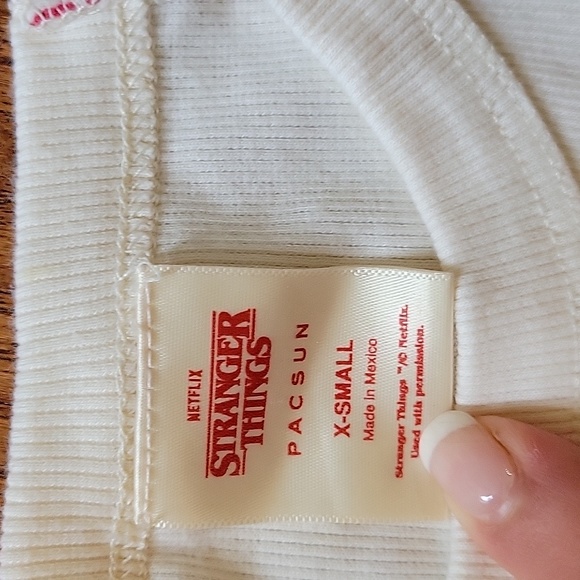 NETFLIX
STRANGER
THINGS
PACSUN
X-SMALL
Made In Mexico
Stranger Things ™/© Netflix.
Used with permission.